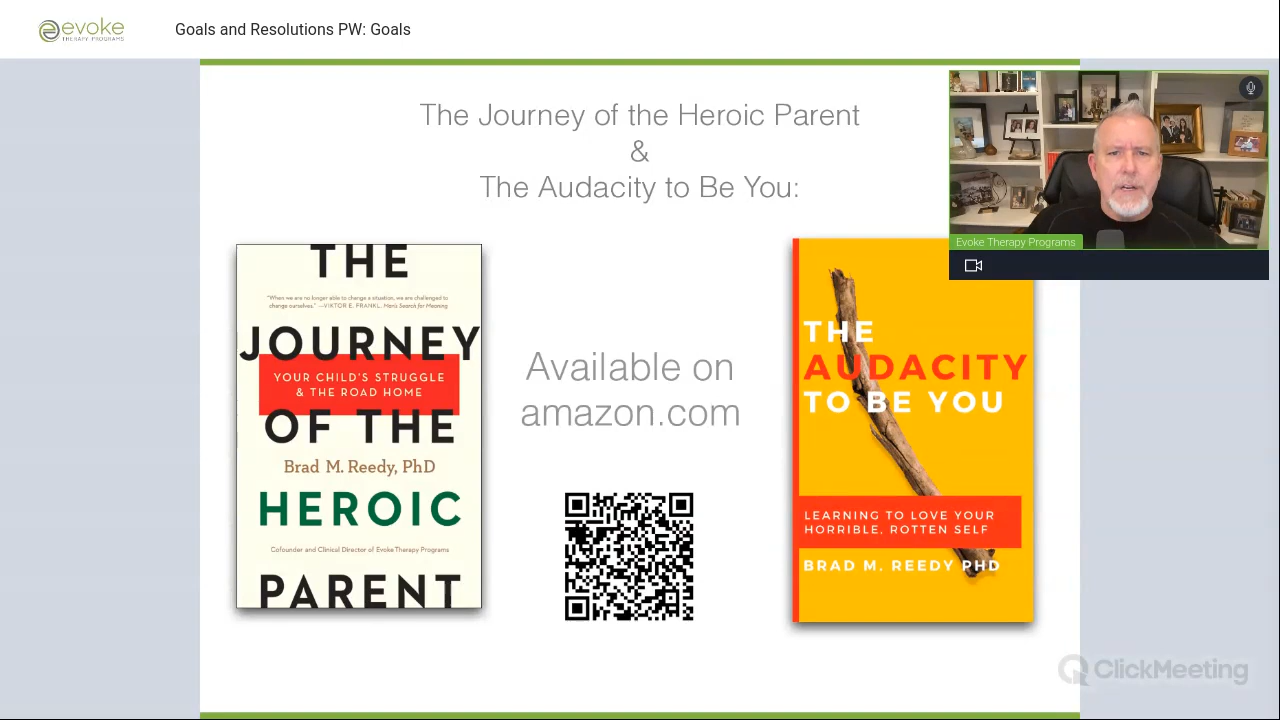 evoke
THERAPY PROGRAMS
Goals and Resolutions PW: Goals
The Journey of the Heroic Parent
&
The Audacity to Be You:
Evoke Therapy Programs
THE
"When we are no longer able to change a situation, we are challenged to
change ourselves." —VIKTOR E. FRANKL, Man's Search for Meaning
JOURNEY
YOUR CHILD'S STRUGGLE
& THE ROAD HOME
OF THE
Brad M. Reedy, PhD
HEROIC
Cofounder and Clinical Director of Evoke Therapy Programs
PARENT
Available on
amazon.com
THE
AUDACITY
TO BE YOU
LEARNING TO LOVE YOUR
HORRIBLE, ROTTEN SELF
BRAD M. REEDY PHD
ClickMeeting